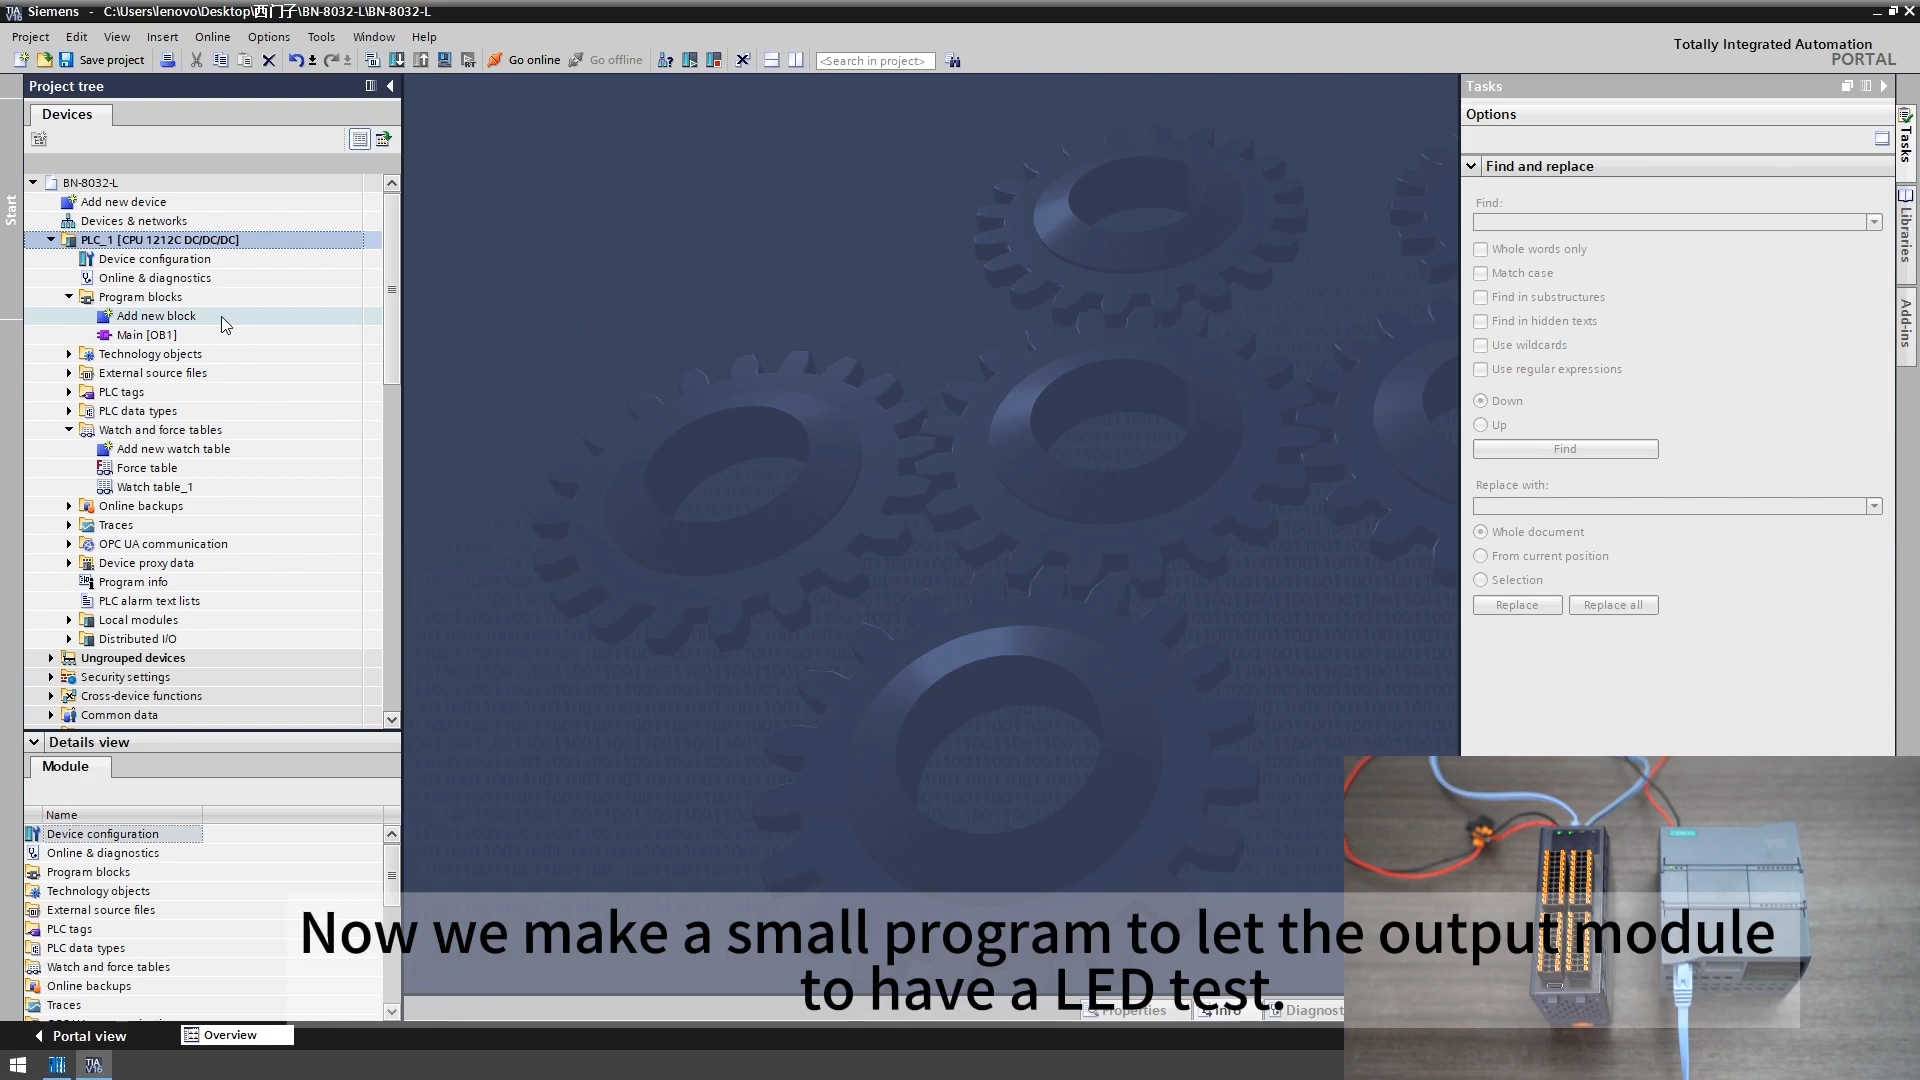 Siemens - C:\Users\lenovo\Desktop\西门子\BN-8032-L\BN-8032-L
Project Edit View Insert Online Options Tools Window Help
Totally Integrated Automation
PORTAL
Save project
Go online
Go offline
<Search in project>
Project tree
Devices
Start
BN-8032-L
Add new device
Devices & networks
PLC_1 [CPU 1212C DC/DC/DC]
Device configuration
Online & diagnostics
Program blocks
Add new block
Main [OB1]
Technology objects
External source files
PLC tags
PLC data types
Watch and force tables
Add new watch table
Force table
Watch table_1
Online backups
Traces
OPC UA communication
Device proxy data
Program info
PLC alarm text lists
Local modules
Distributed I/O
Ungrouped devices
Security settings
Cross-device functions
Common data
Details view
Module
Name
Device configuration
Online & diagnostics
Program blocks
Technology objects
External source files
PLC tags
PLC data types
Watch and force tables
Online backups
Traces
Tasks
Options
Find and replace
Find:
Whole words only
Match case
Find in substructures
Find in hidden texts
Use wildcards
Use regular expressions
Down
Up
Find
Replace with:
Whole document
From current position
Selection
Replace
Replace all
Tasks
Libraries
Add-ins
Now we make a small program to let the output module
to have a LED test.
Properties
Info
Diagnost
Portal view
Overview
TIA
V16